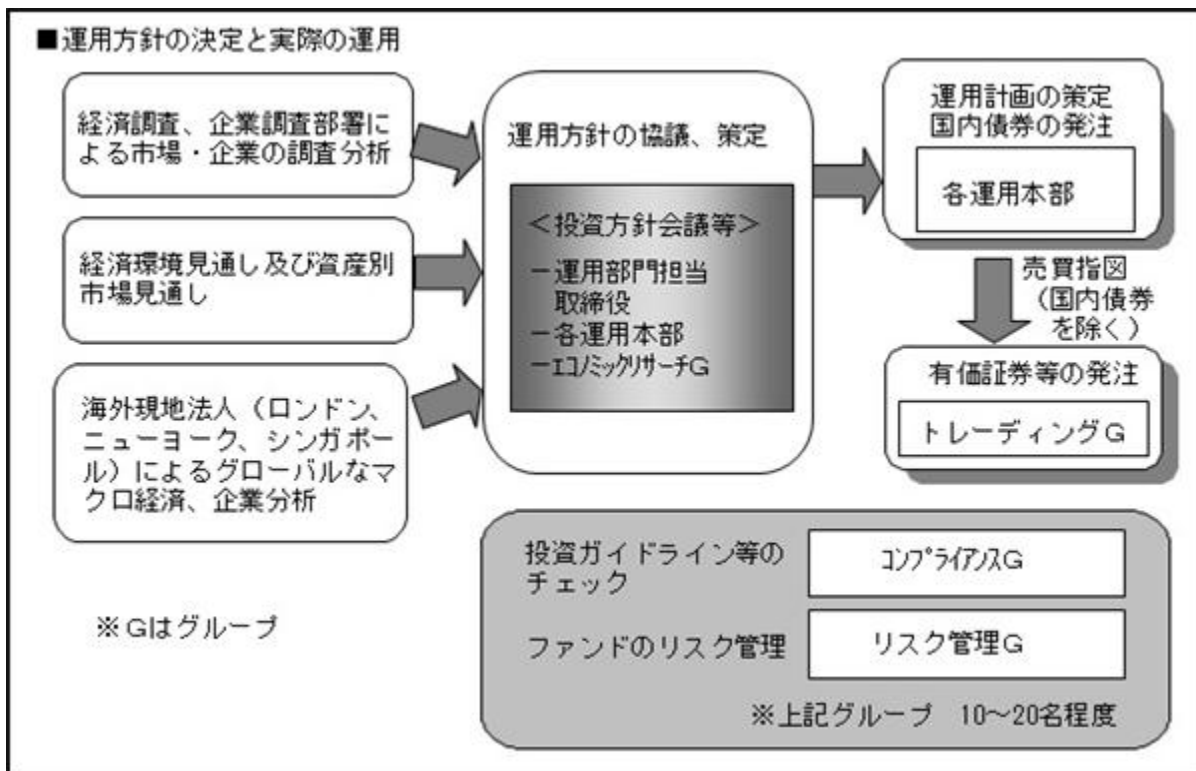 ■運用方針の決定と実際の運用
経済調査、企業調査部署に
よる市場・企業の調査分析
経済環境見通し及び資産別
市場見通し
海外現地法人（ロンドン、
ニューヨーク、シンガポー
ル）によるグローバルなマ
クロ経済、企業分析
※Gはグループ
運用方針の協議、策定
＜投資方針会議等＞
－運用部門担当
取締役
－各運用本部
－ｴｺﾉﾐｯｸﾘｻｰﾁG
運用計画の策定
国内債券の発注
各運用本部
売買指図
（国内債券
を除く）
有価証券等の発注
トレーディングG
投資ガイドライン等の
チェック
ｺﾝﾌﾟﾗｲｱﾝｽG
ファンドのリスク管理
リスク管理G
※上記グループ　10～20名程度